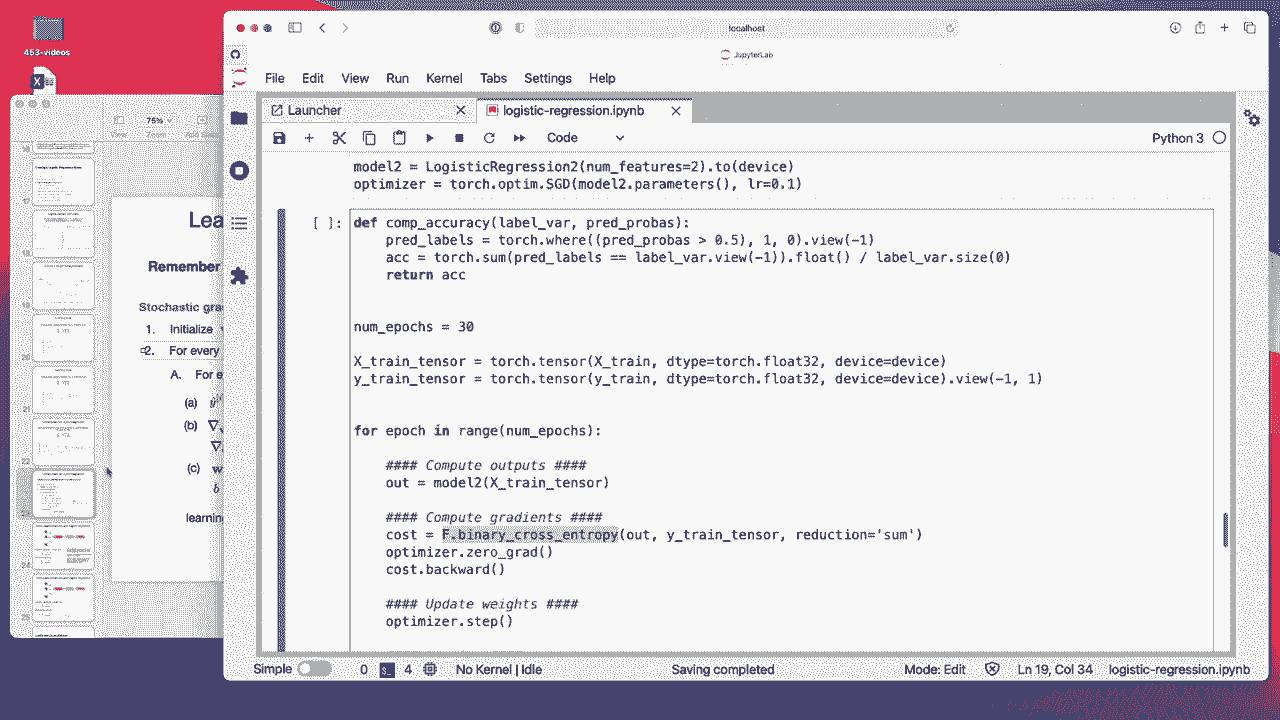 453-videos
localhost
JupyterLab
File Edit View Run Kernel Tabs Settings Help
Launcher
logistic-regression.ipynb
Code
Python 3
75%
View Zoom
model2 = LogisticRegression2(num_features=2).to(device)
optimizer = torch.optim.SGD(model2.parameters(), lr=0.1)
[ ]:
def comp_accuracy(label_var, pred_probas):
pred_labels = torch.where((pred_probas > 0.5), 1, 0).view(-1)
acc = torch.sum(pred_labels == label_var.view(-1)).float() / label_var.size(0)
return acc
num_epochs = 30
X_train_tensor = torch.tensor(X_train, dtype=torch.float32, device=device)
y_train_tensor = torch.tensor(y_train, dtype=torch.float32, device=device).view(-1, 1)
for epoch in range(num_epochs):
#### Compute outputs ####
out = model2(X_train_tensor)
#### Compute gradients ####
cost = F.binary_cross_entropy(out, y_train_tensor, reduction='sum')
optimizer.zero_grad()
cost.backward()
#### Update weights ####
optimizer.step()
Lea
Remember
Stochastic gra
1. Initialize
2. For every
A. For e
(a)
(b)
(c) w
b
learning
Simple 0 4 No Kernel | Idle Saving completed Mode: Edit Ln 19, Col 34 logistic-regression.ipynb